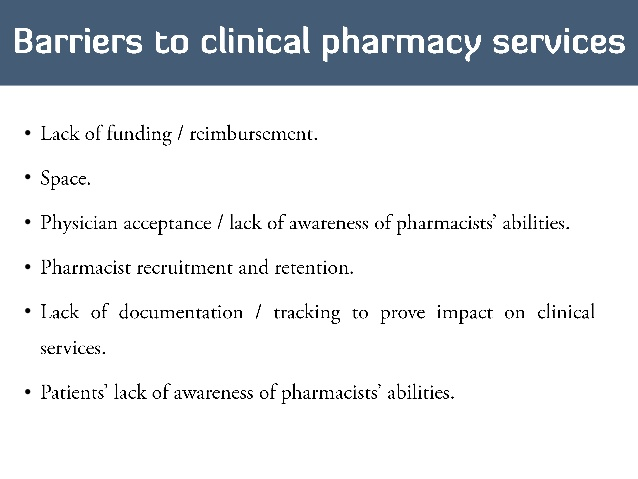 Barriers to clinical pharmacy services
• Lack of funding / reimbursement.
• Space.
• Physician acceptance / lack of awareness of pharmacists’ abilities.
• Pharmacist recruitment and retention.
• Lack of documentation / tracking to prove impact on clinical
services.
• Patients’ lack of awareness of pharmacists’ abilities.